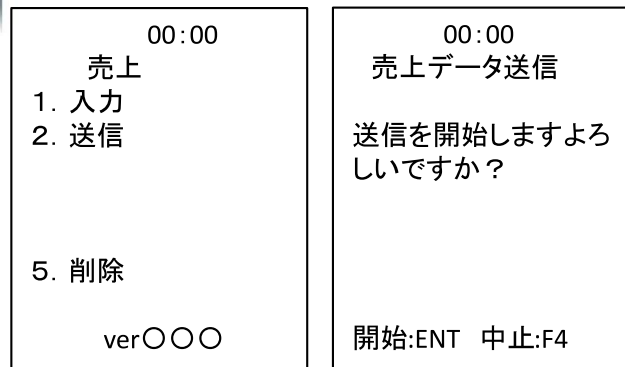 00:00
売上
1. 入力
2. 送信
5. 削除
ver〇〇〇
00:00
売上データ送信
送信を開始しますよろ
しいですか？
開始:ENT 中止:F4